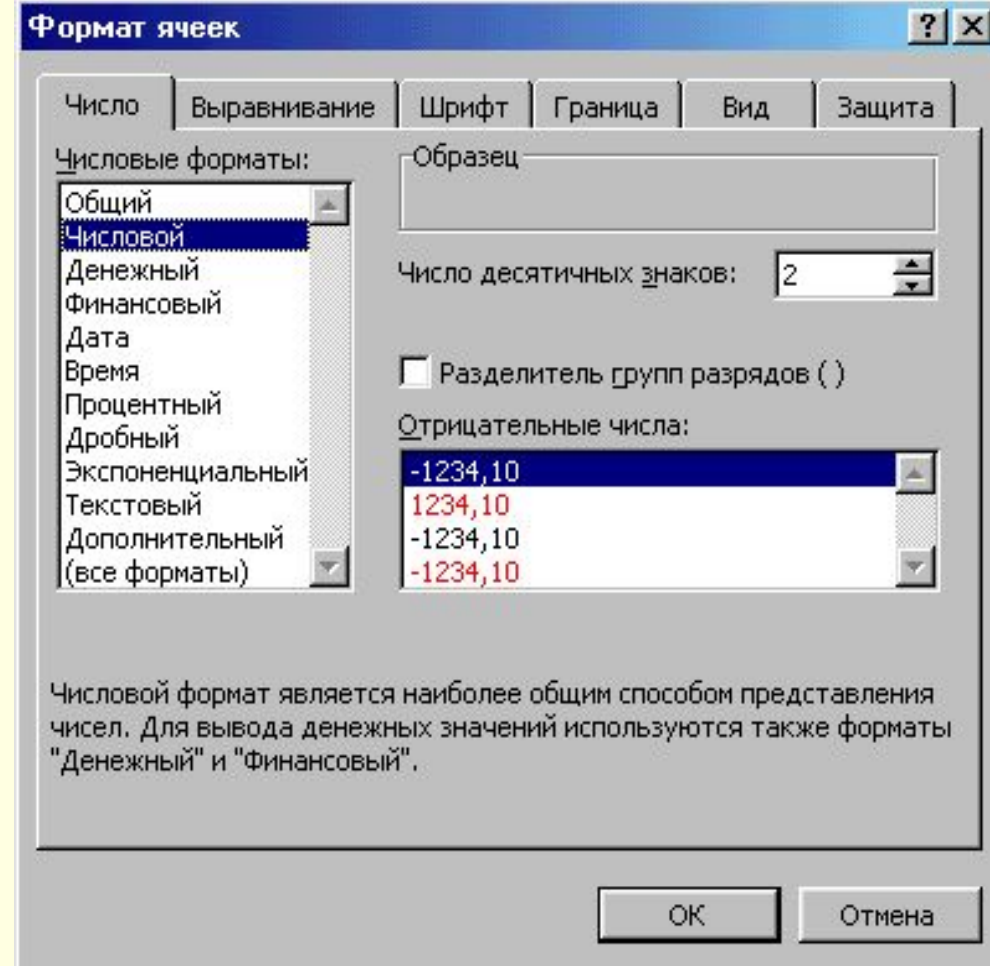 Формат ячеек
Число
Выравнивание
Шрифт
Граница
Вид
Защита
Числовые форматы:
Общий
Числовой
Денежный
Финансовый
Дата
Время
Процентный
Дробный
Экспоненциальный
Текстовый
Дополнительный
(все форматы)
Образец
Число десятичных знаков:
2
Разделитель групп разрядов ( )
Отрицательные числа:
-1234,10
1234,10
-1234,10
-1234,10
Числовой формат является наиболее общим способом представления
чисел. Для вывода денежных значений используются также форматы
"Денежный" и "Финансовый".
ОК
Отмена